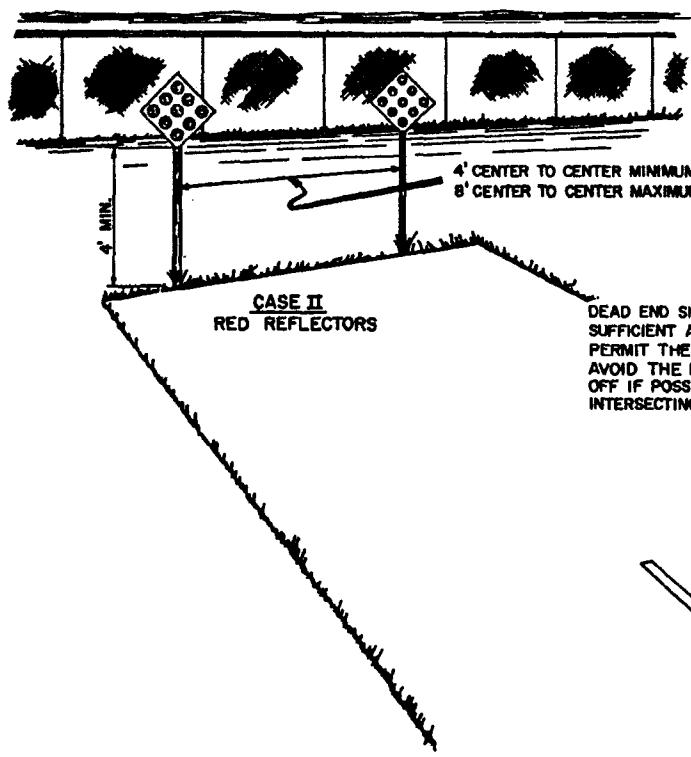 4' CENTER TO CENTER MINIMUM
8' CENTER TO CENTER MAXIMUM
4' MIN.
CASE II
RED REFLECTORS
DEAD END
SUFFICIENT
PERMIT THE
AVOID THE
OFF IF
INTERSECTING